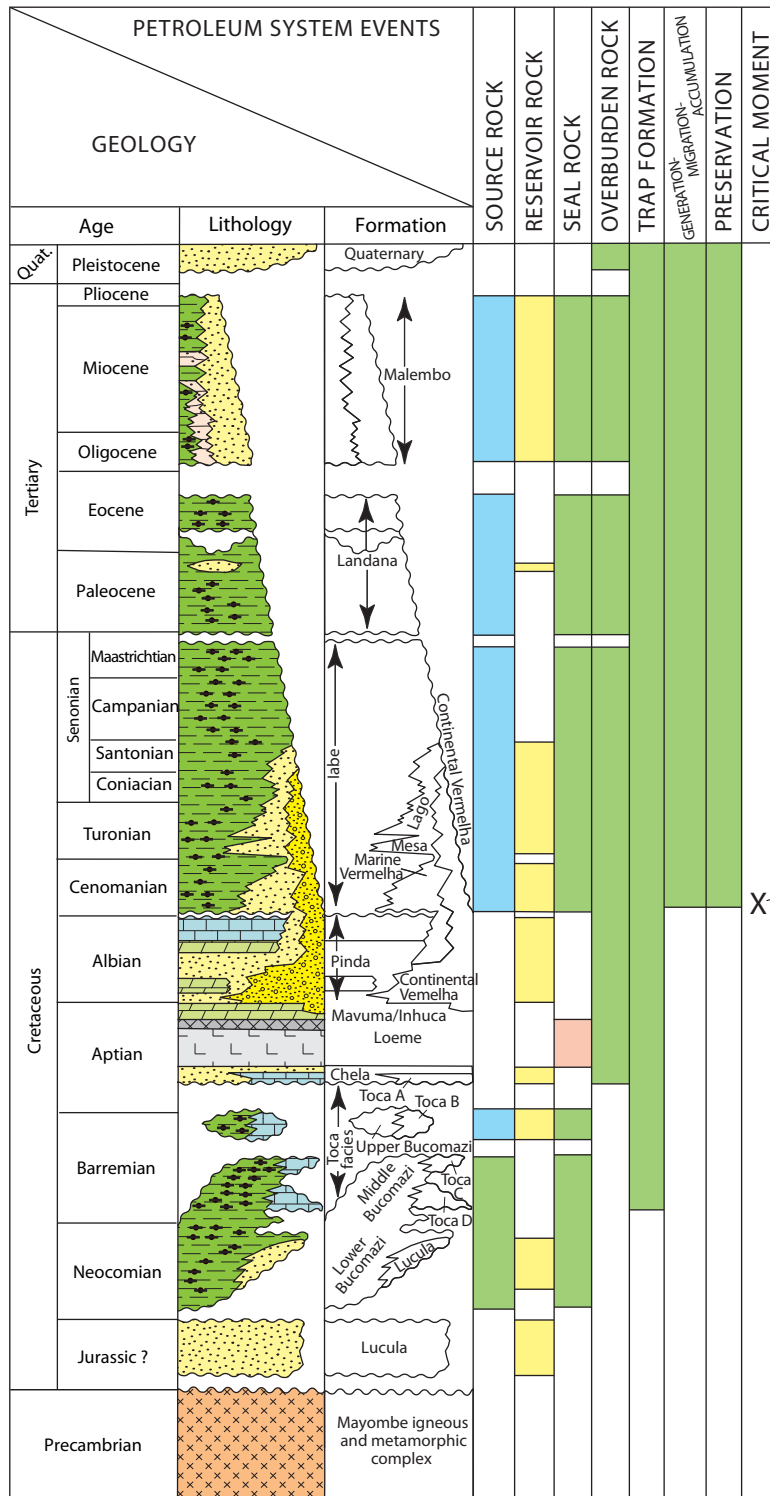 PETROLEUM SYSTEM EVENTS
GEOLOGY
SOURCE ROCK
RESERVOIR ROCK
SEAL ROCK
OVERBURDEN ROCK
TRAP FORMATION
GENERATION-
MIGRATION-
ACCUMULATION
PRESERVATION
CRITICAL MOMENT
Age
Lithology
Formation
Quat.
Pleistocene
Quaternary
Tertiary
Pliocene
Miocene
Oligocene
Malembo
Eocene
Paleocene
Landana
Cretaceous
Senonian
Maastrichtian
Campanian
Santonian
Coniacian
Turonian
Cenomanian
Iabe
Continental Vermelha
Lago
Mesa
Marine
Vermelha
X
Albian
Pinda
Continental
Vemelha
Mavuma/Inhuca
Aptian
Loeme
Chela
Toca A
Toca B
Toca
facies
Upper Bucomazi
Barremian
Middle
Bucomazi
Toca
C
Toca D
Neocomian
Lower
Bucomazi
Lucula
Jurassic ?
Lucula
Precambrian
Mayombe igneous
and metamorphic
complex